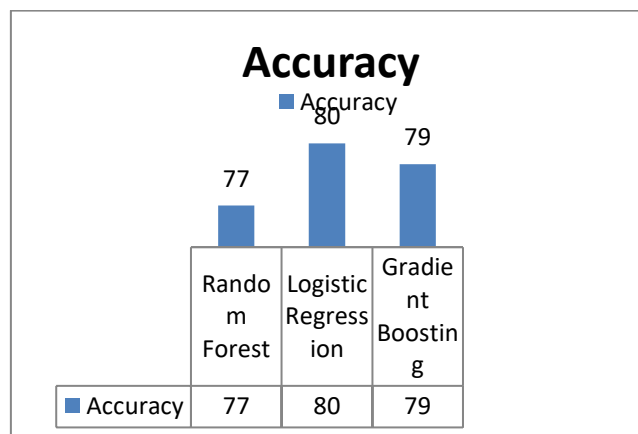 Accuracy
Accuracy
80
79
77
Rando
m
Forest
Logistic
Regress
ion
Gradie
nt
Boostin
g
Accuracy 77 80 79